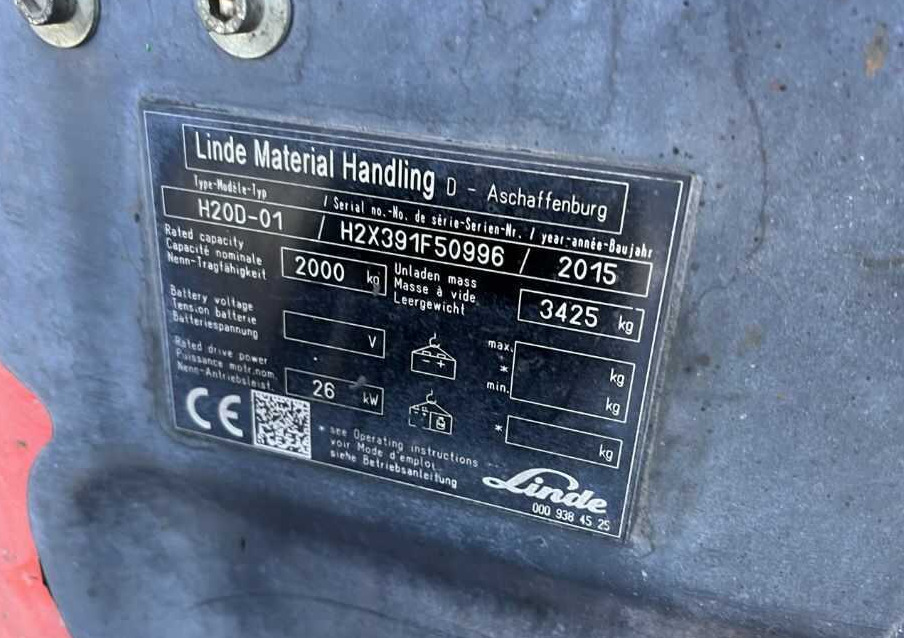 Linde Material Handling D - Aschaffenburg
Type-Modèle-Typ / Serial no.-No. de série-Serien-Nr. / year-année-Baujahr
H20D-01 / H2X391F50996 / 2015
Rated capacity
Capacité nominale
Nenn-Tragfähigkeit
2000 kg
Unladen mass
Masse à vide
Leergewicht
3425 kg
Battery voltage
Tension batterie
Batteriespannung
V
max.
*
min.
kg
kg
Rated drive power
Puissance motr.nom.
Nenn-Antriebsleist.
26 kW
*
kg
CE
* see Operating instructions
voir Mode d'emploi
siehe Betriebsanleitung
Linde
000 938 45 25